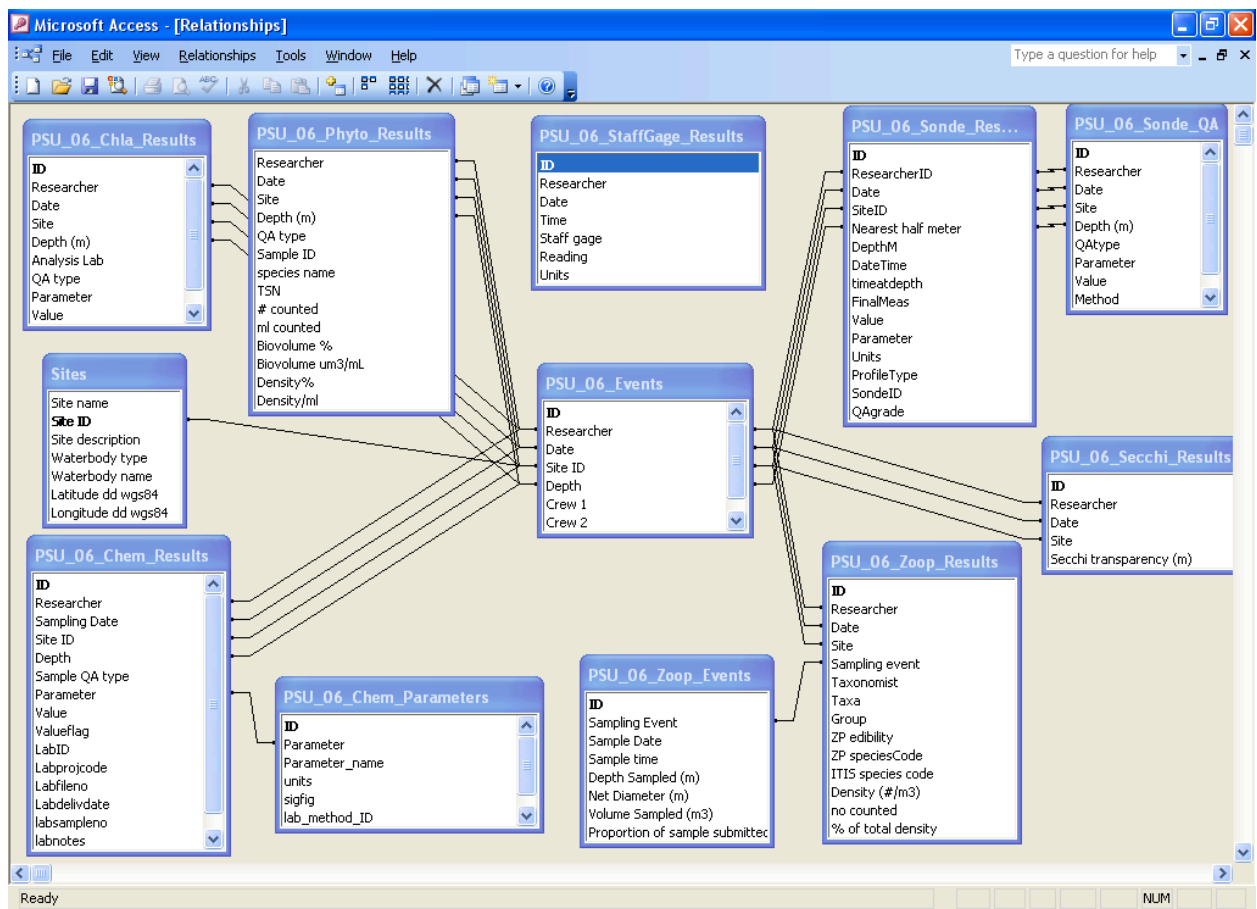 Microsoft Access - [Relationships]
File Edit View Relationships Tools Window Help
Type a question for help
PSU_06_Chla_Results
ID
Researcher
Date
Site
Depth (m)
Analysis Lab
QA type
Parameter
Value
PSU_06_Phyto_Results
Researcher
Date
Site
Depth (m)
QA type
Sample ID
species name
TSN
# counted
ml counted
Biovolume %
Biovolume um3/mL
Density%
Density/ml
PSU_06_StaffGage_Results
ID
Researcher
Date
Time
Staff gage
Reading
Units
PSU_06_Sonde_Res...
ID
ResearcherID
Date
SiteID
Nearest half meter
DepthM
DateTime
timeatdepth
FinalMeas
Value
Parameter
Units
ProfileType
SondeID
QAgrade
PSU_06_Sonde_QA
ID
Researcher
Date
Site
Depth (m)
QAtype
Parameter
Value
Method
Sites
Site name
Site ID
Site description
Waterbody type
Waterbody name
Latitude dd wgs84
Longitude dd wgs84
PSU_06_Events
ID
Researcher
Date
Site ID
Depth
Crew 1
Crew 2
PSU_06_Secchi_Results
ID
Researcher
Date
Site
Secchi transparency (m)
PSU_06_Chem_Results
ID
Researcher
Sampling Date
Site ID
Depth
Sample QA type
Parameter
Value
Valueflag
LabID
Labprojcode
Labfileno
Labdelivdate
labsampleno
labnotes
PSU_06_Chem_Parameters
ID
Parameter
Parameter_name
units
sigfig
lab_method_ID
PSU_06_Zoop_Events
ID
Sampling Event
Sample Date
Sample time
Depth Sampled (m)
Net Diameter (m)
Volume Sampled (m3)
Proportion of sample submitted
PSU_06_Zoop_Results
ID
Researcher
Date
Site
Sampling event
Taxonomist
Taxa
Group
ZP edibility
ZP speciesCode
ITIS species code
Density (#/m3)
no counted
% of total density
Ready
NUM